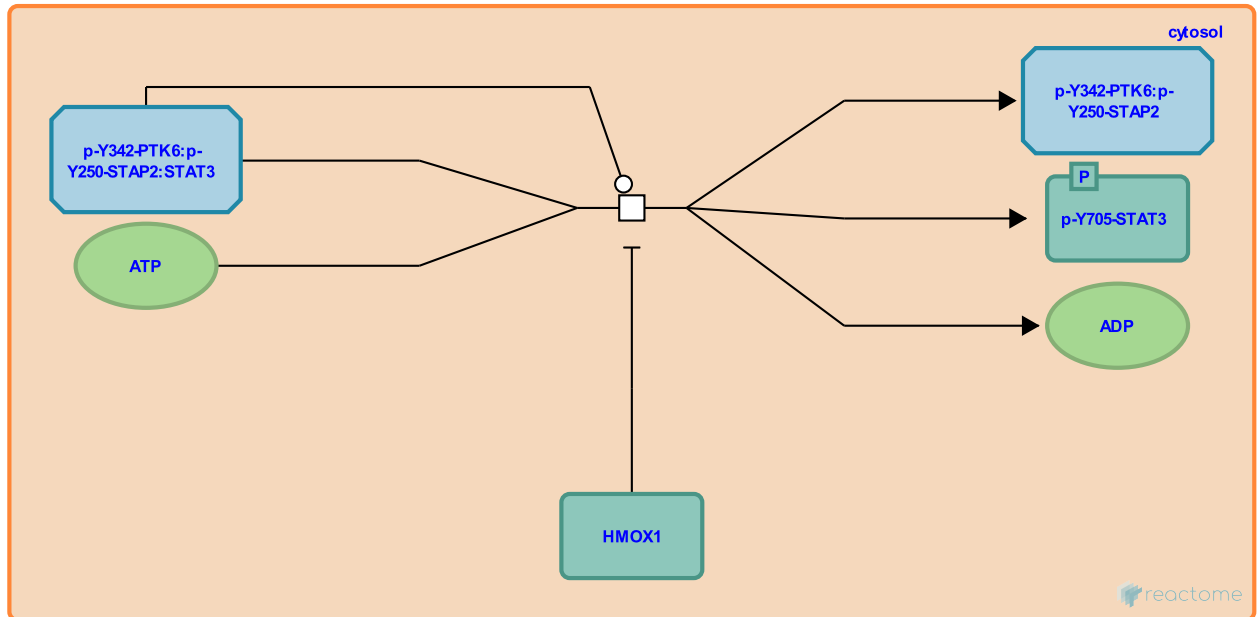 cytosol
p-Y342-PTK6:p-
Y250-STAP2
p-Y342-PTK6:p-
Y250-STAP2:STAT3
P
p-Y705-STAT3
ATP
ADP
HMOX1
reactome